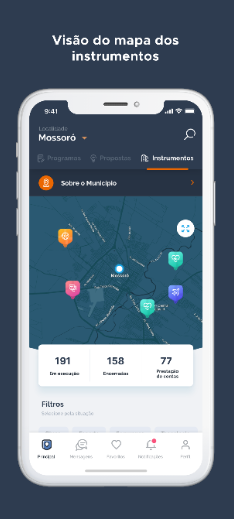 Visão do mapa dos
instrumentos
9:41
Localidade
Mossoró
Programas
Propostas
Instrumentos
Sobre o Município
Mossoró
191
158
77
Em execução
Encerrados
Prestação
de contas
Filtros
Principal
Mensagens
Favoritos
Notificações
Perfil